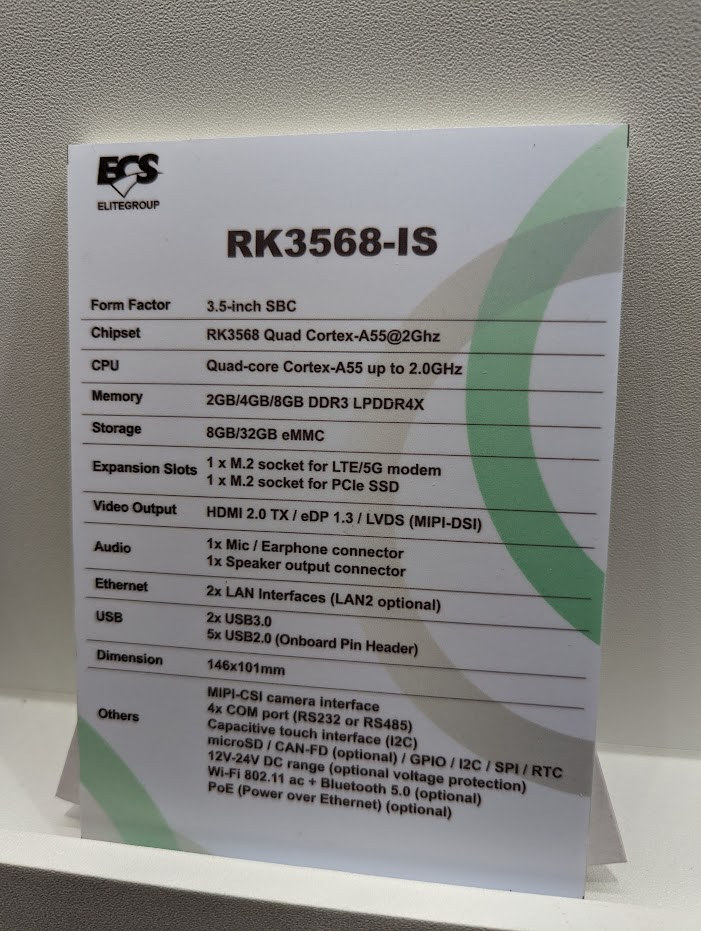 ECS
ELITEGROUP
RK3568-IS
Form Factor 3.5-inch SBC
Chipset RK3568 Quad Cortex-A55@2Ghz
CPU Quad-core Cortex-A55 up to 2.0GHz
Memory 2GB/4GB/8GB DDR3 LPDDR4X
Storage 8GB/32GB eMMC
Expansion Slots 1 x M.2 socket for LTE/5G modem
1 x M.2 socket for PCIe SSD
Video Output HDMI 2.0 TX / eDP 1.3 / LVDS (MIPI-DSI)
Audio 1x Mic / Earphone connector
1x Speaker output connector
Ethernet 2x LAN Interfaces (LAN2 optional)
USB 2x USB3.0
5x USB2.0 (Onboard Pin Header)
Dimension 146x101mm
Others MIPI-CSI camera interface
4x COM port (RS232 or RS485)
Capacitive touch interface (I2C)
microSD / CAN-FD (optional) / GPIO / I2C / SPI / RTC
12V-24V DC range (optional voltage protection)
Wi-Fi 802.11 ac + Bluetooth 5.0 (optional)
PoE (Power over Ethernet) (optional)